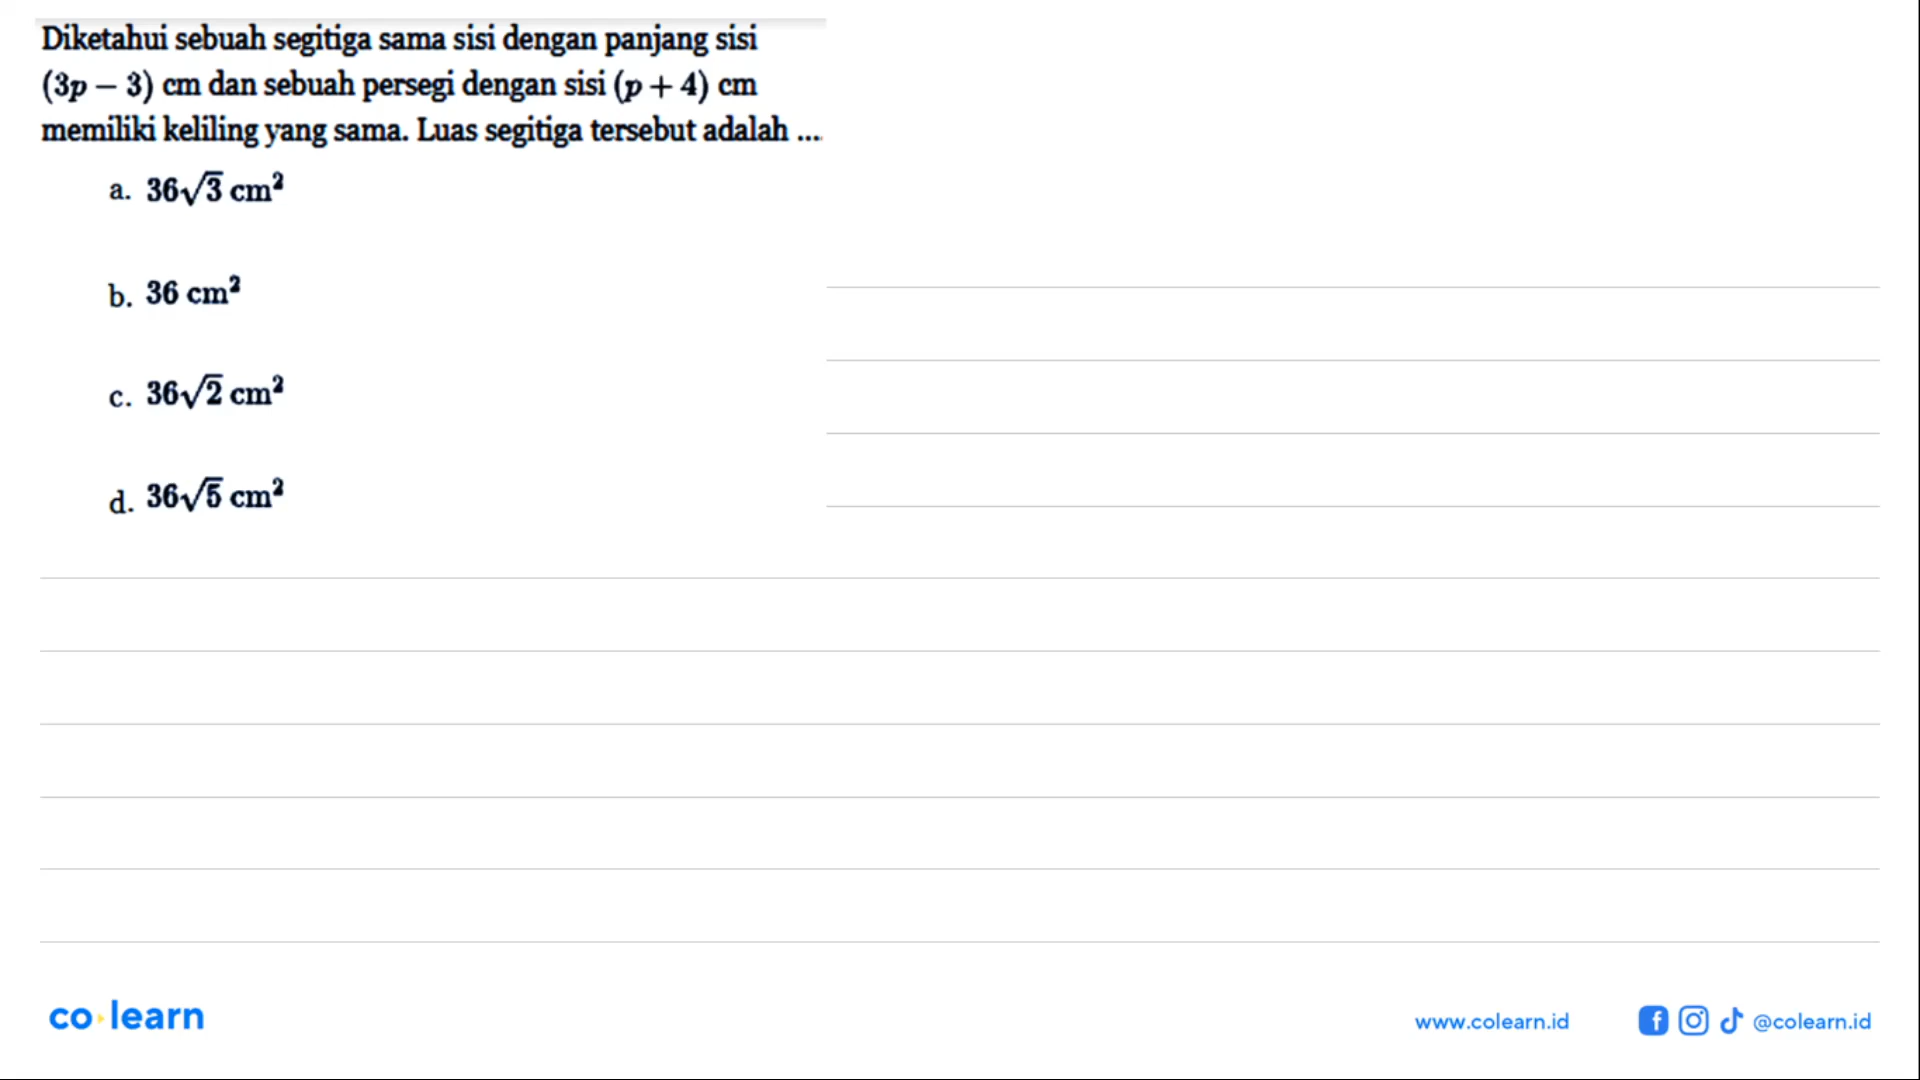 Diketahui sebuah segitiga sama sisi dengan panjang sisi
(3p − 3) cm dan sebuah persegi dengan sisi (p + 4) cm
memiliki keliling yang sama. Luas segitiga tersebut adalah ....
a. 36√3 cm²
b. 36 cm²
c. 36√2 cm²
d. 36√5 cm²
co learn
www.colearn.id @colearn.id